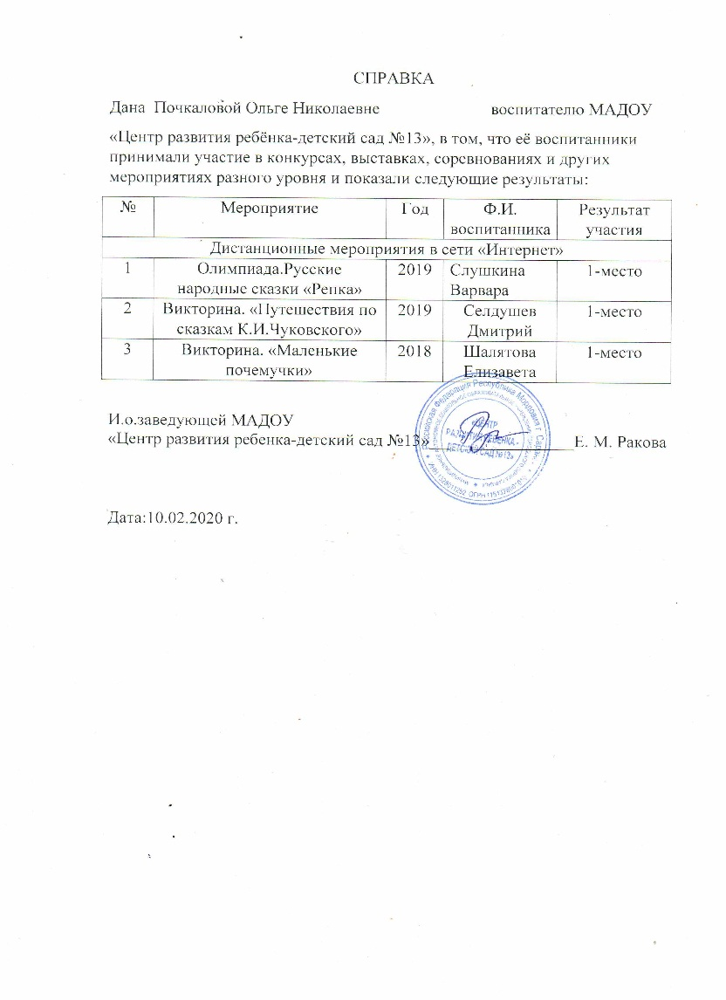 СПРАВКА
Дана Почкаловой Ольге Николаевне воспитателю МАДОУ
«Центр развития ребёнка-детский сад №13», в том, что её воспитанники
принимали участие в конкурсах, выставках, соревнованиях и других
мероприятиях разного уровня и показали следующие результаты:
№ Мероприятие Год Ф.И. воспитанника Результат участия
Дистанционные мероприятия в сети «Интернет»
1 Олимпиада.Русские народные сказки «Репка» 2019 Слушкина Варвара 1-место
2 Викторина. «Путешествия по сказкам К.И.Чуковского» 2019 Селдушев Дмитрий 1-место
3 Викторина. «Маленькие почемучки» 2018 Шалятова Елизавета 1-место
И.о.заведующей МАДОУ
«Центр развития ребенка-детский сад №13» Е. М. Ракова
Российская Федерация Республика Мордовия г. Саранск
«ЦЕНТР
РАЗВИТИЯ РЕБЕНКА -
ДЕТСКИЙ САД №13»
Дата:10.02.2020 г.